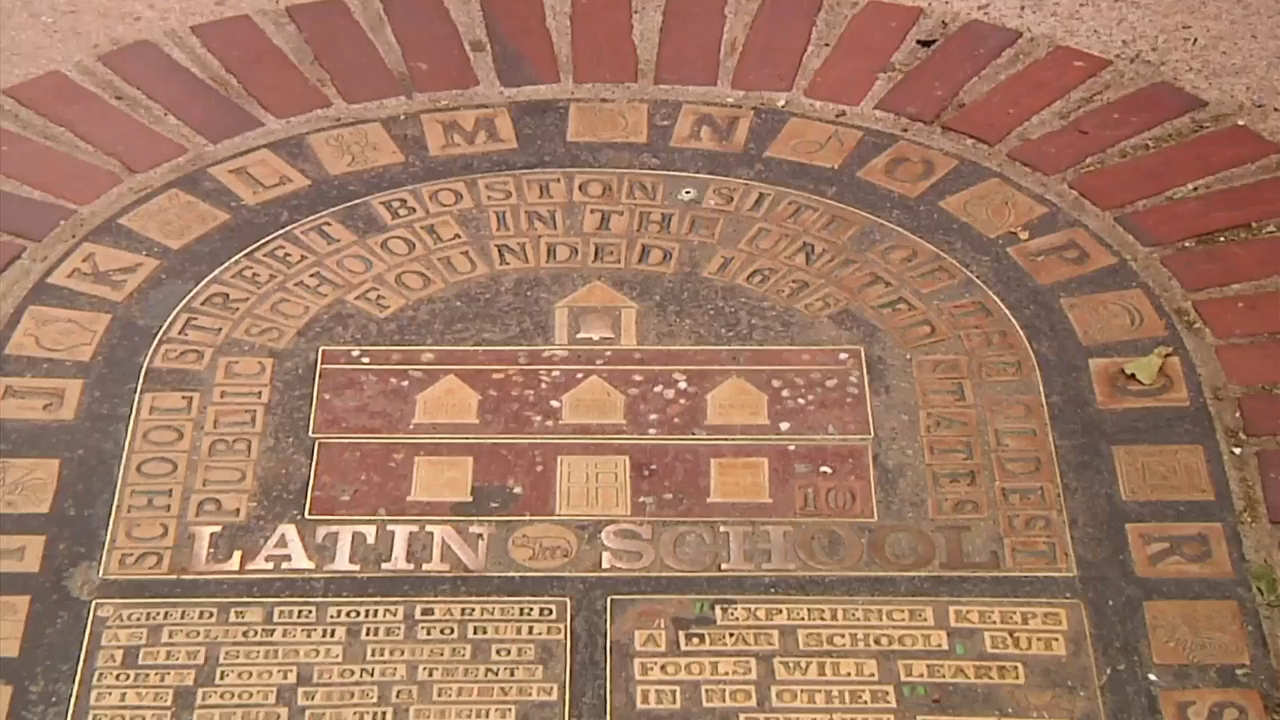 J K L M N O P Q R S
SCHOOL STREET BOSTON SITE OF THE OLDEST
PUBLIC SCHOOL IN THE UNITED STATES
FOUNDED 1635
10
LATIN SCHOOL
AGREED W MR JOHN BARNERD
AS FOLLOWETH HE TO BUILD
A NEW SCHOOL HOUSE OF
FORTY FOOT LONG TWENTY
FIVE FOOT WIDE & ELEVEN
FOOT
EXPERIENCE KEEPS
A DEAR SCHOOL BUT
FOOLS WILL LEARN
IN NO OTHER